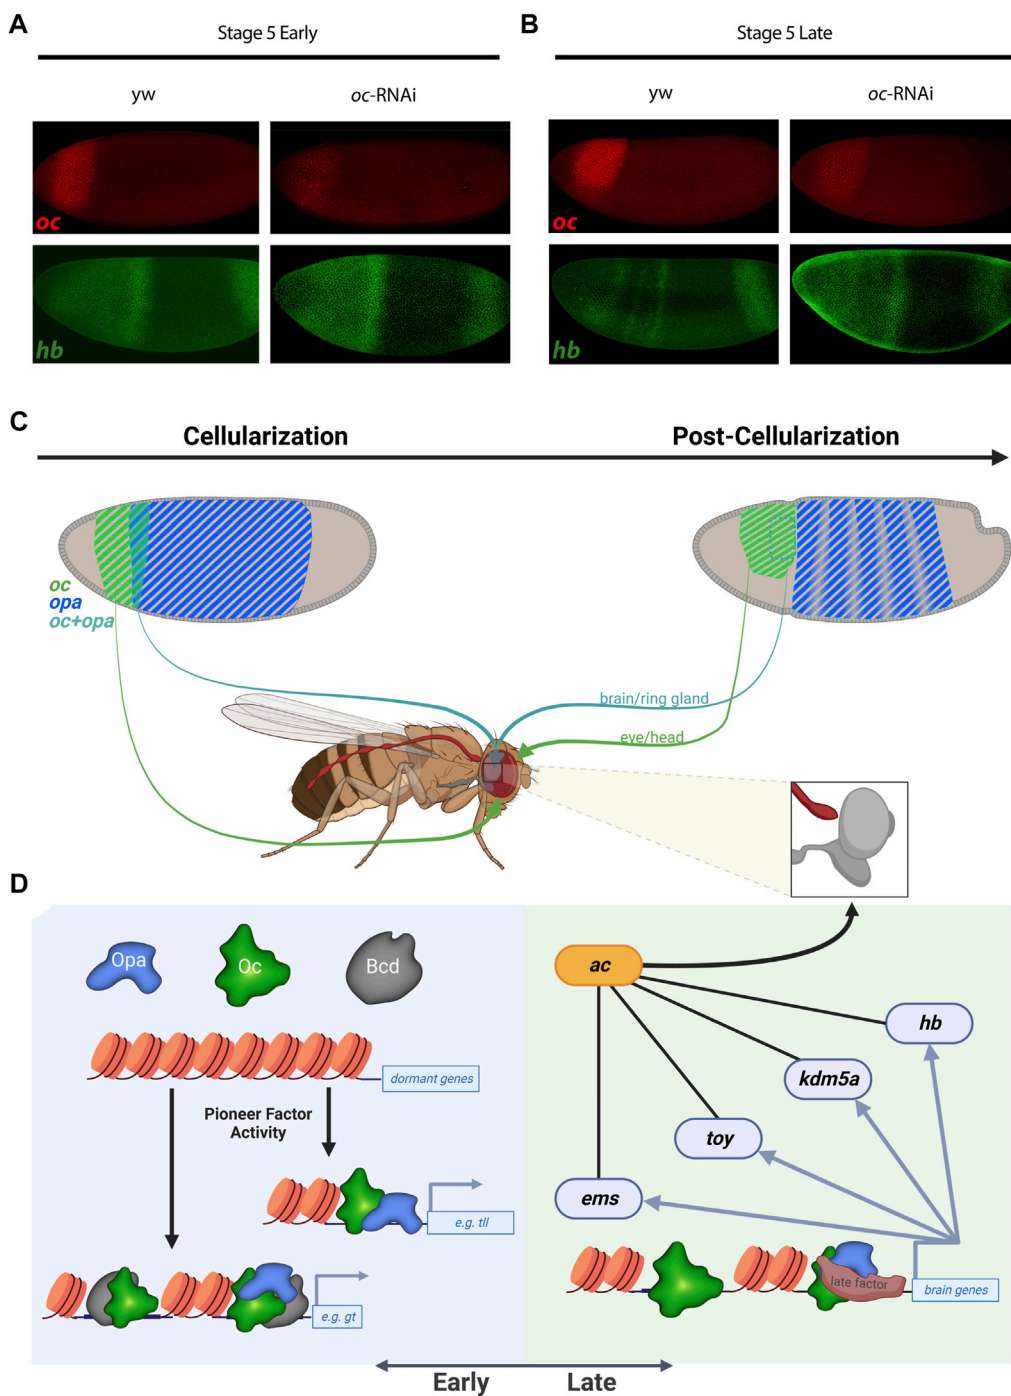 A
Stage 5 Early
yw
oc-RNAi
oc
hb
B
Stage 5 Late
yw
oc-RNAi
oc
hb
C
Cellularization
Post-Cellularization
oc
opa
oc+opa
brain/ring gland
eye/head
D
Opa
Oc
Bcd
dormant genes
Pioneer Factor
Activity
e.g. tll
e.g. gt
ac
hb
kdm5a
toy
ems
late factor
brain genes
Early
Late